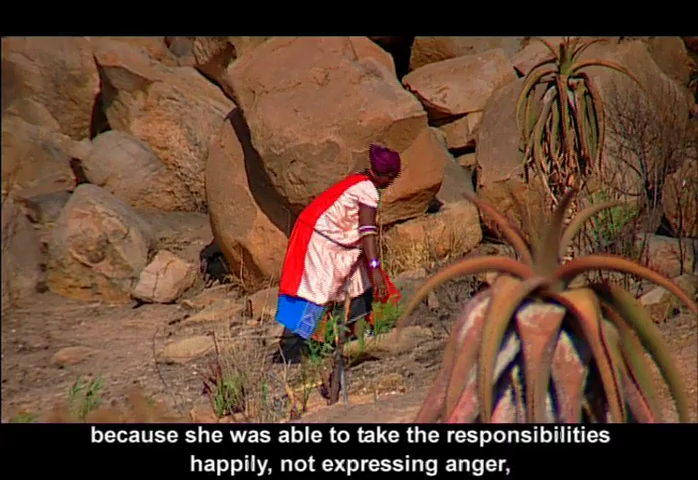 because she was able to take the responsibilities
happily, not expressing anger,